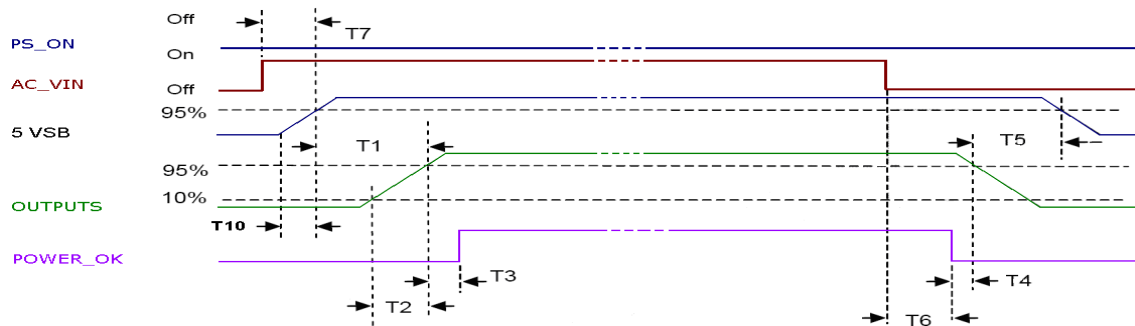 Off
T7
PS_ON
On
AC_VIN
Off
95%
5 VSB
T1
T5
95%
10%
OUTPUTS
T10
POWER_OK
T3
T4
T2
T6